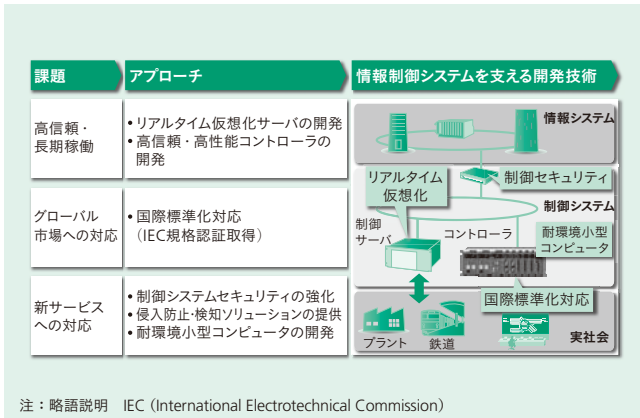 課題
アプローチ
情報制御システムを支える開発技術
高信頼・
長期稼働
• リアルタイム仮想化サーバの開発
• 高信頼・高性能コントローラの
開発
グローバル
市場への対応
• 国際標準化対応
（IEC規格認証取得）
新サービス
への対応
• 制御システムセキュリティの強化
• 侵入防止・検知ソリューションの提供
• 耐環境小型コンピュータの開発
情報システム
リアルタイム
仮想化
制御セキュリティ
制御システム
制御
サーバ
コントローラ
耐環境小型
コンピュータ
国際標準化対応
プラント
鉄道
実社会
注：略語説明　IEC（International Electrotechnical Commission）